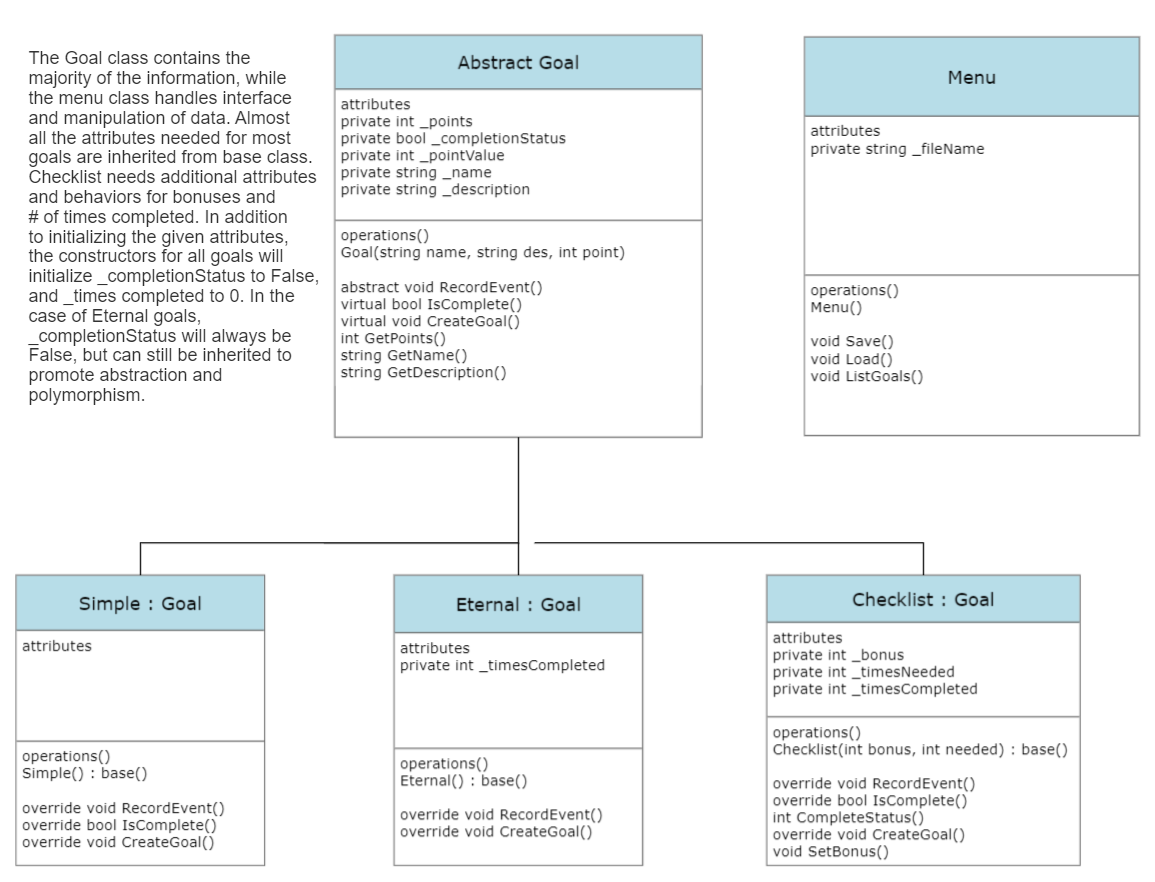 The Goal class contains the
majority of the information, while
the menu class handles interface
and manipulation of data. Almost
all the attributes needed for most
goals are inherited from base class.
Checklist needs additional attributes
and behaviors for bonuses and
# of times completed. In addition
to initializing the given attributes,
the constructors for all goals will
initialize _completionStatus to False,
and _times completed to 0. In the
case of Eternal goals,
_completionStatus will always be
False, but can still be inherited to
promote abstraction and
polymorphism.
Abstract Goal
attributes
private int _points
private bool _completionStatus
private int _pointValue
private string _name
private string _description
operations()
Goal(string name, string des, int point)
abstract void RecordEvent()
virtual bool IsComplete()
virtual void CreateGoal()
int GetPoints()
string GetName()
string GetDescription()
Menu
attributes
private string _fileName
operations()
Menu()
void Save()
void Load()
void ListGoals()
Simple : Goal
attributes
operations()
Simple() : base()
override void RecordEvent()
override bool IsComplete()
override void CreateGoal()
Eternal : Goal
attributes
private int _timesCompleted
operations()
Eternal() : base()
override void RecordEvent()
override void CreateGoal()
Checklist : Goal
attributes
private int _bonus
private int _timesNeeded
private int _timesCompleted
operations()
Checklist(int bonus, int needed) : base()
override void RecordEvent()
override bool IsComplete()
int CompleteStatus()
override void CreateGoal()
void SetBonus()